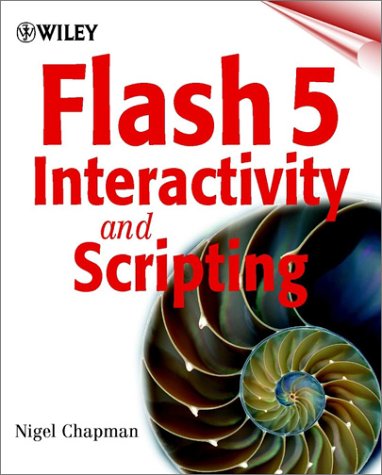 WILEY
Flash 5
Interactivity
and
Scripting
Nigel Chapman